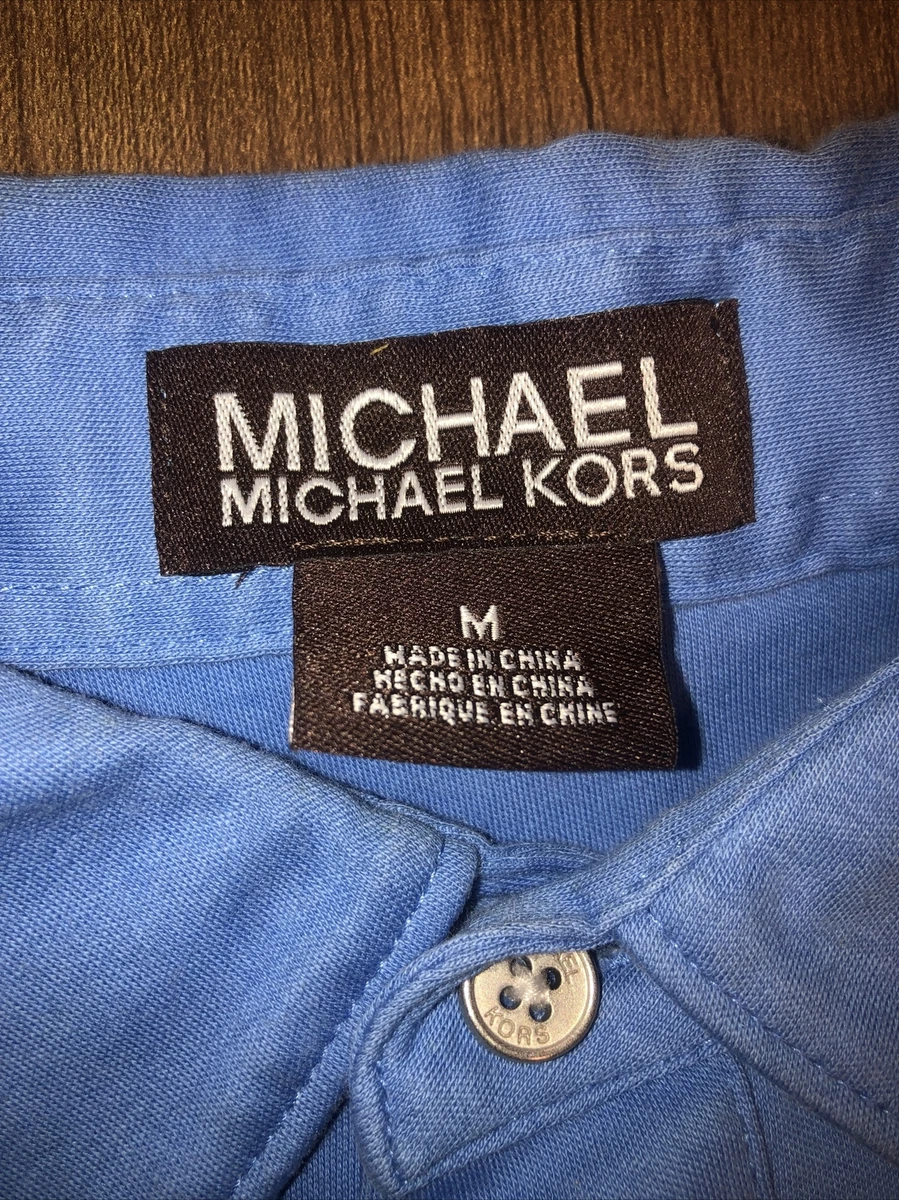 MICHAEL
MICHAEL KORS
M
MADE IN CHINA
HECHO EN CHINA
FABRIQUE EN CHINE
KORS